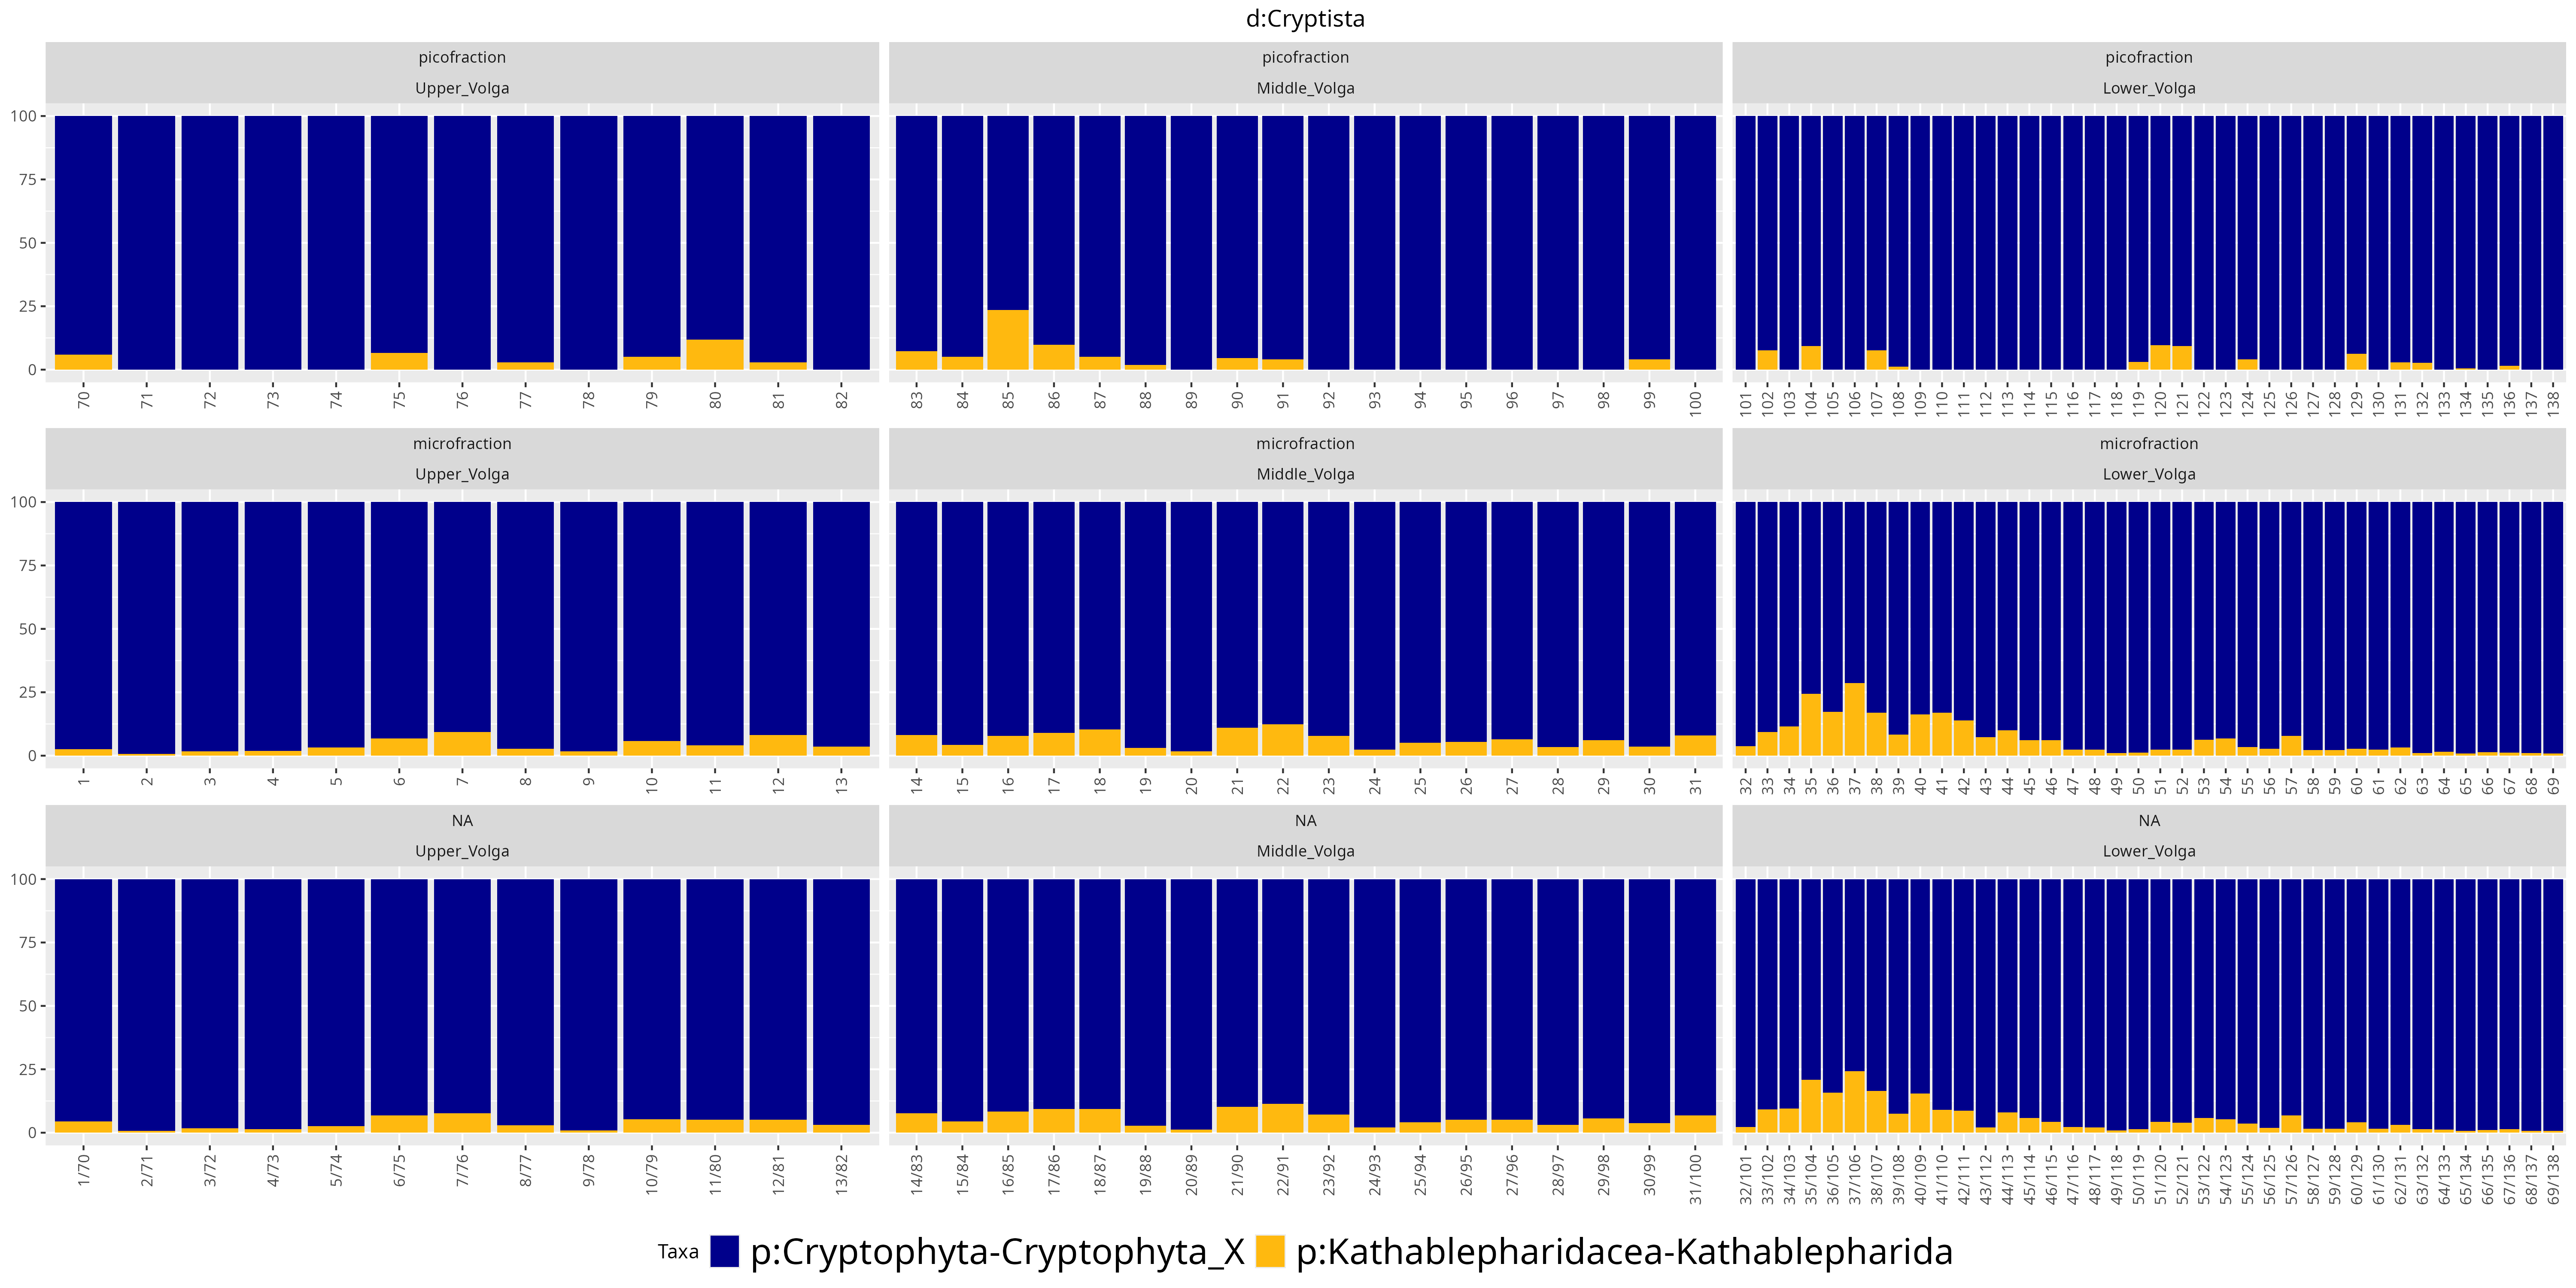 d:Cryptista
picofraction picofraction picofraction
Upper_Volga Middle_Volga Lower_Volga
100
75
50
25
0
70 71 72 73 74 75 76 77 78 79 80 81 82 83 84 85 86 87 88 89 90 91 92 93 94 95 96 97 98 99 100 101 102 103 104 105 106 107 108 109 110 111 112 113 114 115 116 117 118 119 120 121 122 123 124 125 126 127 128 129 130 131 132 133 134 135 136 137 138
microfraction microfraction microfraction
Upper_Volga Middle_Volga Lower_Volga
100
75
50
25
0
1 2 3 4 5 6 7 8 9 10 11 12 13 14 15 16 17 18 19 20 21 22 23 24 25 26 27 28 29 30 31 32 33 34 35 36 37 38 39 40 41 42 43 44 45 46 47 48 49 50 51 52 53 54 55 56 57 58 59 60 61 62 63 64 65 66 67 68 69
NA NA NA
Upper_Volga Middle_Volga Lower_Volga
100
75
50
25
0
1/70 2/71 3/72 4/73 5/74 6/75 7/76 8/77 9/78 10/79 11/80 12/81 13/82 14/83 15/84 16/85 17/86 18/87 19/88 20/89 21/90 22/91 23/92 24/93 25/94 26/95 27/96 28/97 29/98 30/99 31/100 32/101 33/102 34/103 35/104 36/105 37/106 38/107 39/108 40/109 41/110 42/111 43/112 44/113 45/114 46/115 47/116 48/117 49/118 50/119 51/120 52/121 53/122 54/123 55/124 56/125 57/126 58/127 59/128 60/129 61/130 62/131 63/132 64/133 65/134 66/135 67/136 68/137 69/138
Taxa p:Cryptophyta-Cryptophyta_X p:Kathablepharidacea-Kathablepharida